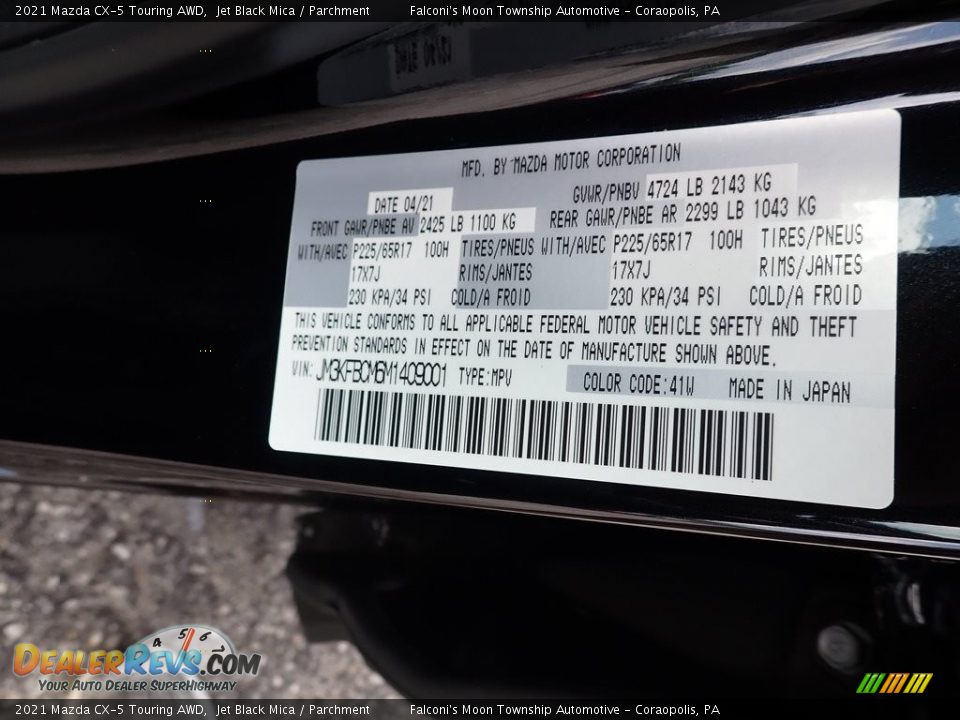 2021 Mazda CX-5 Touring AWD, Jet Black Mica / Parchment Falconi's Moon Township Automotive - Coraopolis, PA
MFD. BY MAZDA MOTOR CORPORATION
DATE 04/21 GVWR/PNBV 4724 LB 2143 KG
FRONT GAWR/PNBE AV 2425 LB 1100 KG REAR GAWR/PNBE AR 2299 LB 1043 KG
WITH/AVEC P225/65R17 100H TIRES/PNEUS WITH/AVEC P225/65R17 100H TIRES/PNEUS
17X7J RIMS/JANTES 17X7J RIMS/JANTES
230 KPA/34 PSI COLD/A FROID 230 KPA/34 PSI COLD/A FROID
THIS VEHICLE CONFORMS TO ALL APPLICABLE FEDERAL MOTOR VEHICLE SAFETY AND THEFT
PREVENTION STANDARDS IN EFFECT ON THE DATE OF MANUFACTURE SHOWN ABOVE.
VIN: JM3KFBCM6M1409001 TYPE:MPV COLOR CODE:41W MADE IN JAPAN
4 5 6
DEALERREVS.COM
YOUR AUTO DEALER SUPERHIGHWAY
2021 Mazda CX-5 Touring AWD, Jet Black Mica / Parchment Falconi's Moon Township Automotive - Coraopolis, PA